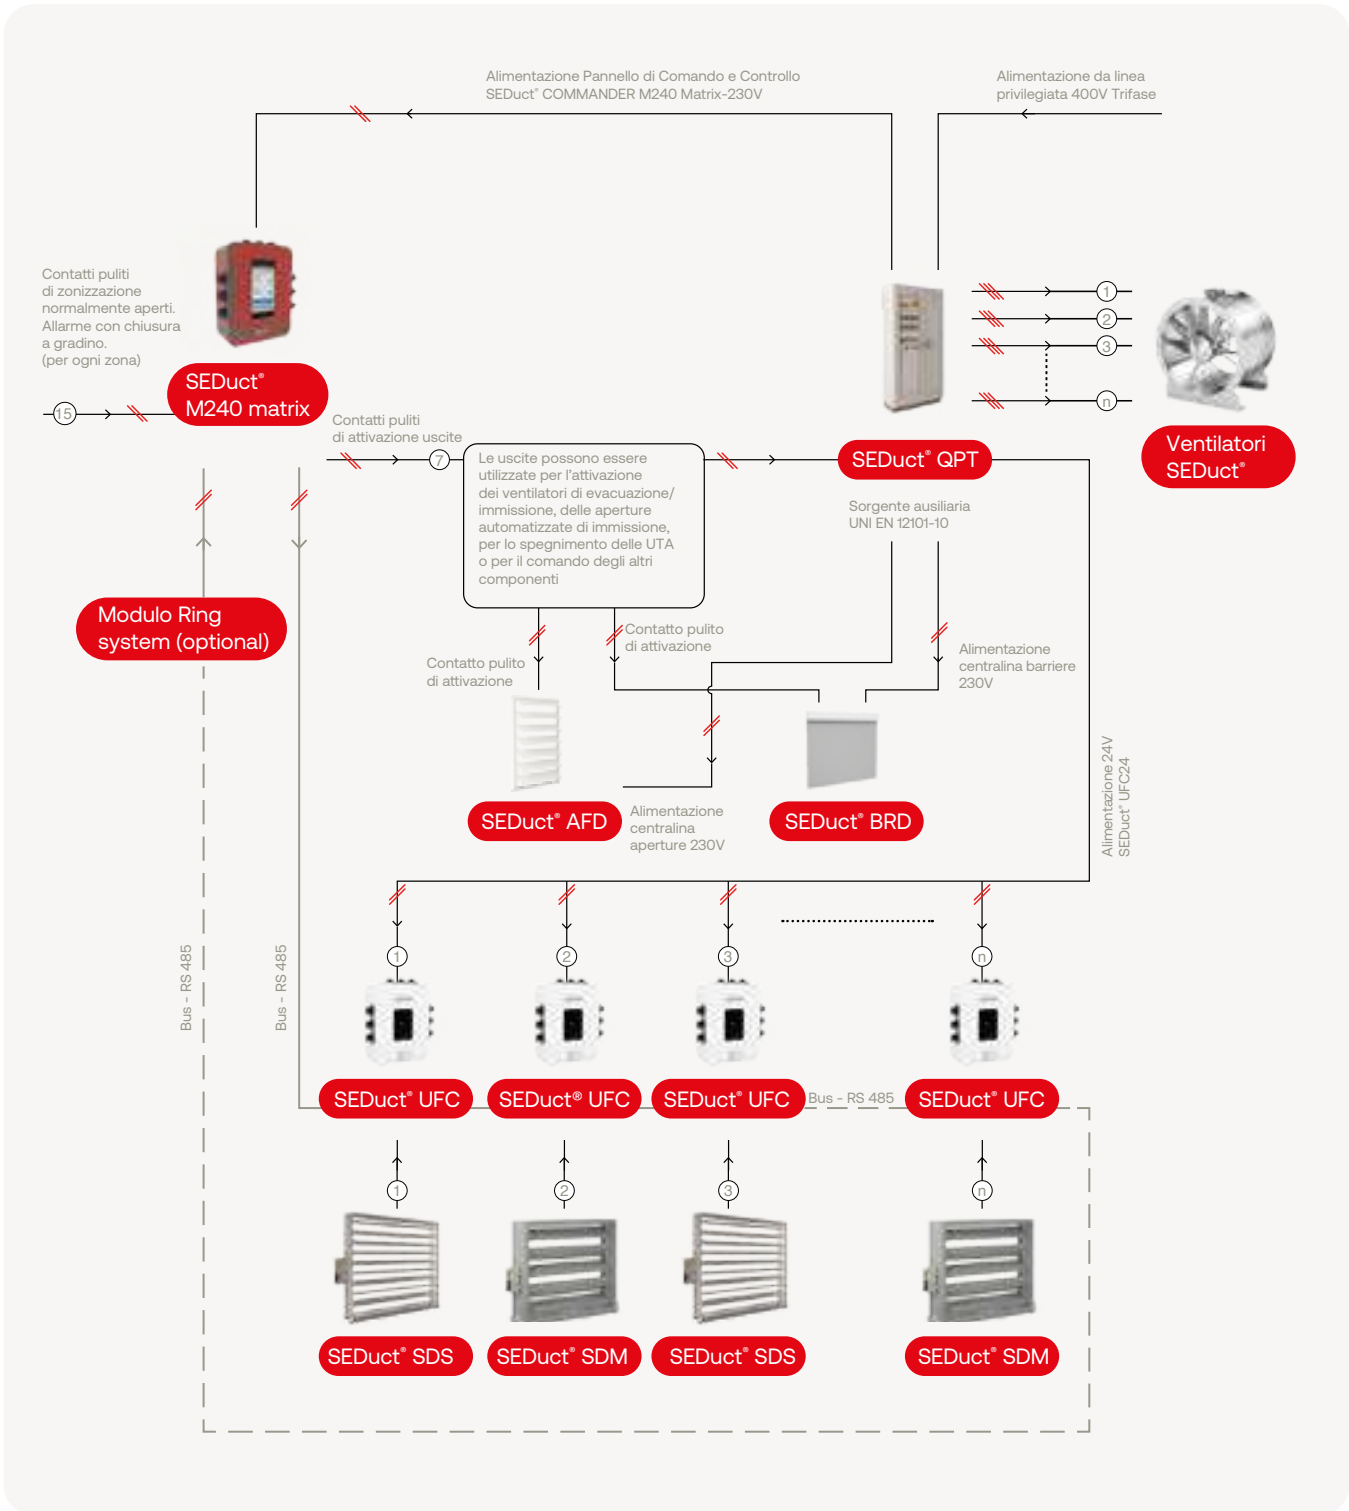 Alimentazione Pannello di Comando e Controllo
SEDuct® COMMANDER M240 Matrix-230V
Alimentazione da linea
privilegiata 400V Trifase
Contatti puliti
di zonizzazione
normalmente aperti.
Allarme con chiusura
a gradino.
(per ogni zona)
SEDuct®
M240 matrix
15
1
2
3
n
Ventilatori
SEDuct®
Contatti puliti
di attivazione uscite
7
Le uscite possono essere
utilizzate per l'attivazione
dei ventilatori di evacuazione/
immissione, delle aperture
automatizzate di immissione,
per lo spegnimento delle UTA
o per il comando degli altri
componenti
SEDuct® QPT
Sorgente ausiliaria
UNI EN 12101-10
Modulo Ring
system (optional)
Contatto pulito
di attivazione
Contatto pulito
di attivazione
Alimentazione
centralina barriere
230V
SEDuct® AFD
Alimentazione
centralina
aperture 230V
SEDuct® BRD
Alimentazione 24V
SEDuct® UFC24
Bus - RS 485
Bus - RS 485
1
2
3
n
SEDuct® UFC
SEDuct® UFC
SEDuct® UFC
Bus - RS 485
SEDuct® UFC
1
2
3
n
SEDuct® SDS
SEDuct® SDM
SEDuct® SDS
SEDuct® SDM